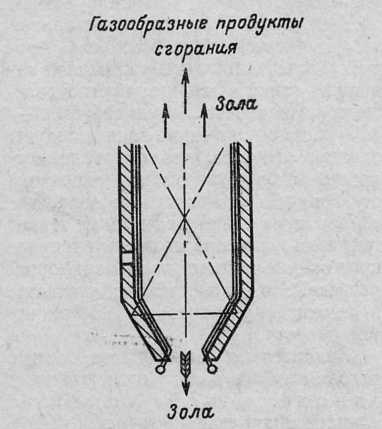 Газообразные продукты
сгорания
Зола
Зола